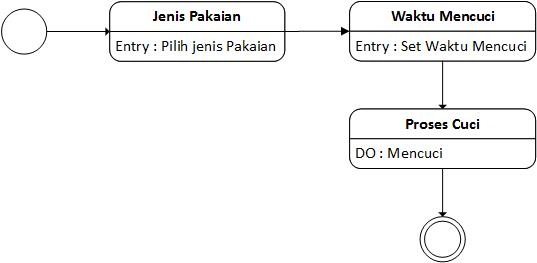 Jenis Pakaian
Entry : Pilih jenis Pakaian
Waktu Mencuci
Entry : Set Waktu Mencuci
Proses Cuci
DO : Mencuci